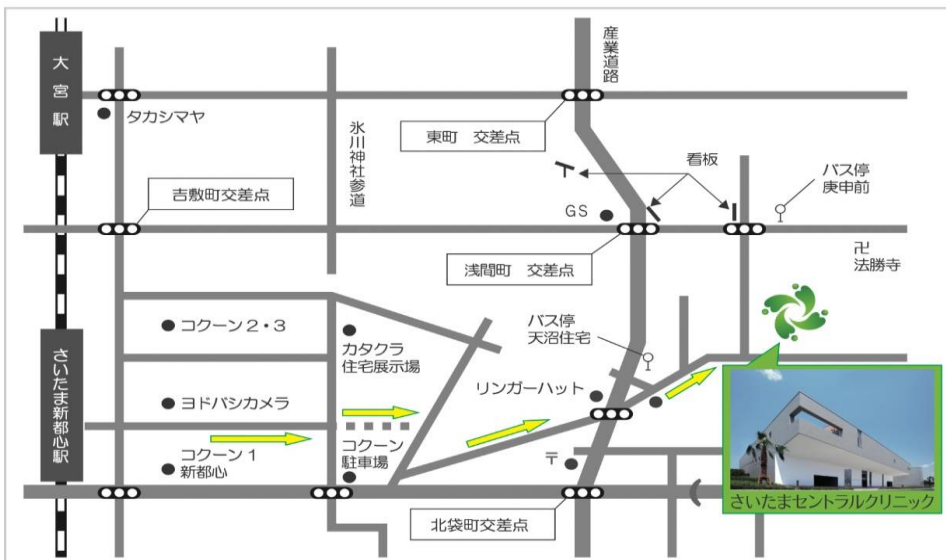 大宮駅
タカシマヤ
氷川神社参道
産業道路
東町 交差点
看板
バス停
庚申前
吉敷町交差点
GS
浅間町 交差点
卍
法勝寺
さいたま新都心駅
コクーン2・3
カタクラ
住宅展示場
バス停
天沼住宅
リンガーハット
ヨドバシカメラ
コクーン1
新都心
コクーン
駐車場
〒
北袋町交差点
さいたまセントラルクリニック